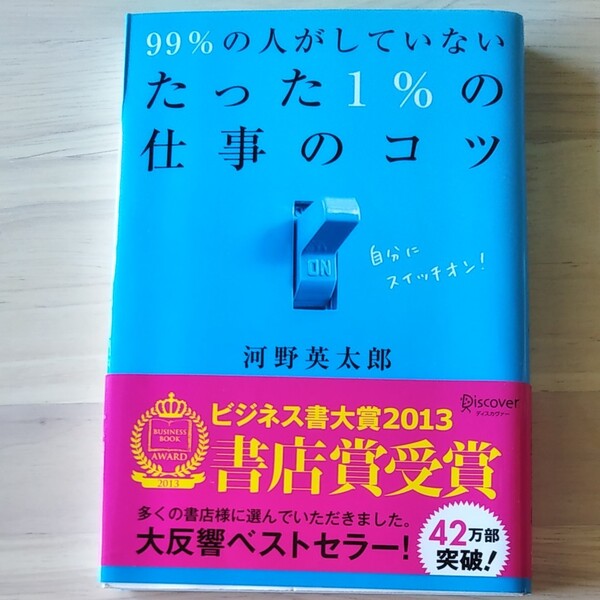 99%の人がしていない
たった1%の
仕事のコツ
ON
自分に
スイッチオン!
河野英太郎
Discover
ディスカヴァー
BUSINESS
BOOK
AWARD
2013
ビジネス書大賞2013
書店賞受賞
多くの書店様に選んでいただきました。
大反響ベストセラー!
42万部
突破!